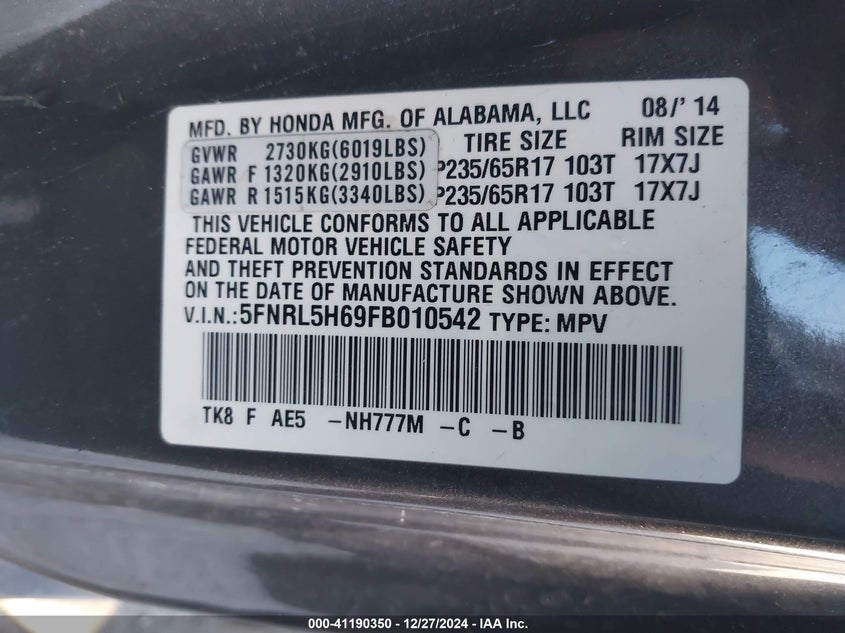 MFD. BY HONDA MFG. OF ALABAMA, LLC 08/' 14
TIRE SIZE RIM SIZE
GVWR 2730KG(6019LBS)
GAWR F 1320KG(2910LBS) P235/65R17 103T 17X7J
GAWR R 1515KG(3340LBS) P235/65R17 103T 17X7J
THIS VEHICLE CONFORMS TO ALL APPLICABLE
FEDERAL MOTOR VEHICLE SAFETY
AND THEFT PREVENTION STANDARDS IN EFFECT
ON THE DATE OF MANUFACTURE SHOWN ABOVE.
V.I.N.:5FNRL5H69FB010542 TYPE: MPV
TK8 F AE5 -NH777M -C -B
000-41190350 - 12/27/2024 - IAA Inc.